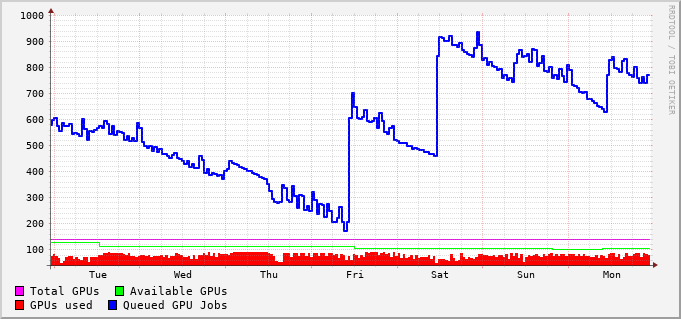 1000
900
800
700
600
500
400
300
200
100
Tue Wed Thu Fri Sat Sun Mon
Total GPUs Available GPUs
GPUs used Queued GPU Jobs
RRDTOOL / TOBI OETIKER